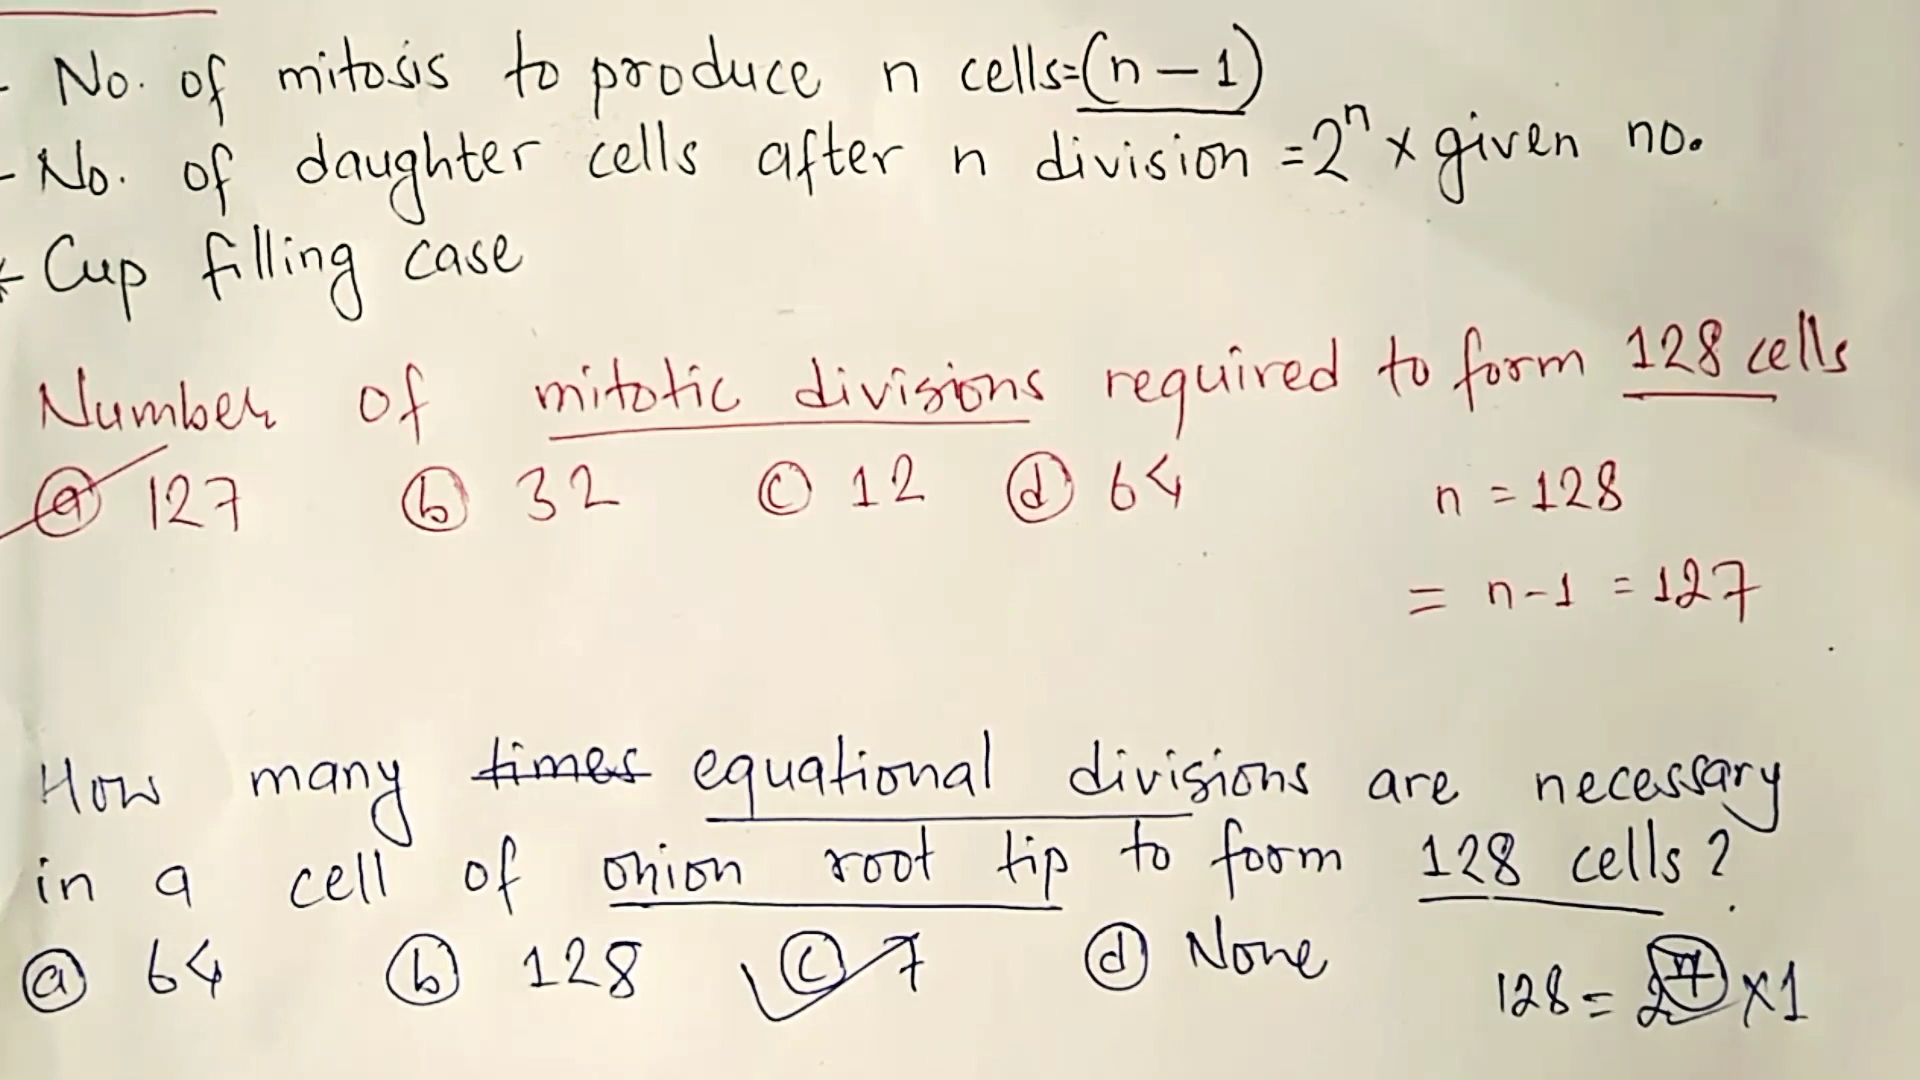 - No. of mitosis to produce n cells=(n-1)
- No. of daughter cells after n division = 2ⁿ x given no.
* Cup filling case
Number of mitotic divisions required to form 128 cells
(a) 127 (b) 32 (c) 12 (d) 64 n = 128
= n-1 = 127
How many times equational divisions are necessary
in a cell of onion root tip to form 128 cells?
(a) 64 (b) 128 (c) 7 (d) None 128 = 2⁷ x 1